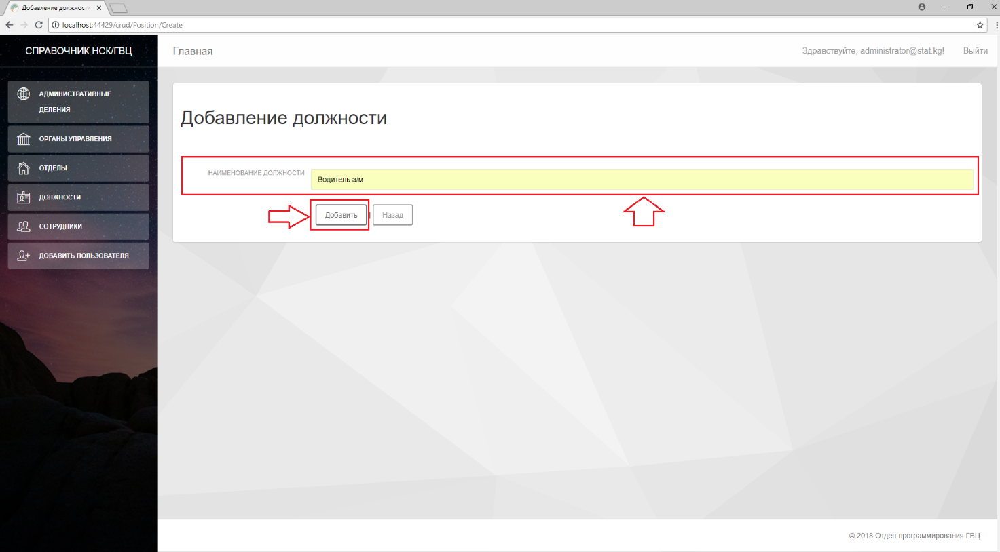 Добавление должности
localhost:44429/crud/Position/Create
СПРАВОЧНИК НСК/ГВЦ
Главная
Здравствуйте, administrator@stat.kg!
Выйти
АДМИНИСТРАТИВНЫЕ
ДЕЛЕНИЯ
ОРГАНЫ УПРАВЛЕНИЯ
ОТДЕЛЫ
ДОЛЖНОСТИ
СОТРУДНИКИ
ДОБАВИТЬ ПОЛЬЗОВАТЕЛЯ
Добавление должности
НАИМЕНОВАНИЕ ДОЛЖНОСТИ
Водитель а/м
Добавить
Назад
© 2018 Отдел программирования ГВЦ